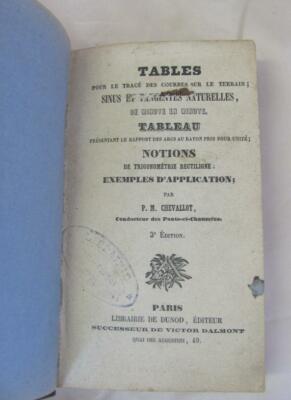 TABLES
POUR LE TRACÉ DES COURBES SUR LE TERRAIN;
SINUS ET TANGENTES NATURELLES,
DE MINUTE EN MINUTE,
TABLEAU
PRÉSENTANT LE RAPPORT DES ARCS AU RAYON PRIS POUR UNITÉ;
NOTIONS
DE TRIGONOMÉTRIE RECTILIGNE:
EXEMPLES D'APPLICATION;
PAR
P. M. CHEVALLOT,
Conducteur des Ponts-et-Chaussées.
3e ÉDITION.
PARIS
LIBRAIRIE DE DUNOD, ÉDITEUR
SUCCESSEUR DE VICTOR DALMONT
QUAI DES AUGUSTINS, 49.